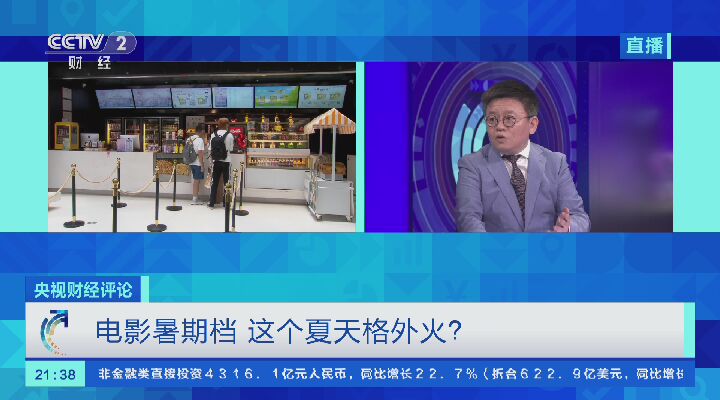 CCTV 2
财经
直播
央视财经评论
电影暑期档 这个夏天格外火?
21:38
非金融类直接投资4316.1亿元人民币,同比增长22.7%(折合622.9亿美元,同比增长